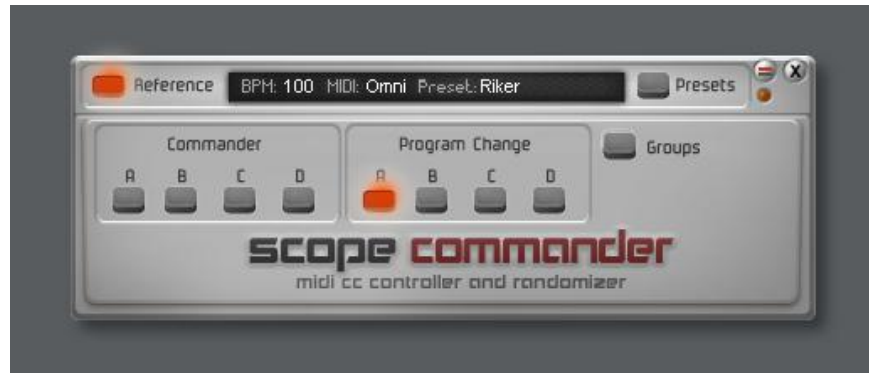 Reference BPM: 100 MIDI: Omni Preset: Riker Presets X
Commander Program Change Groups
A B C D A B C D
scope commander
midi cc controller and randomizer